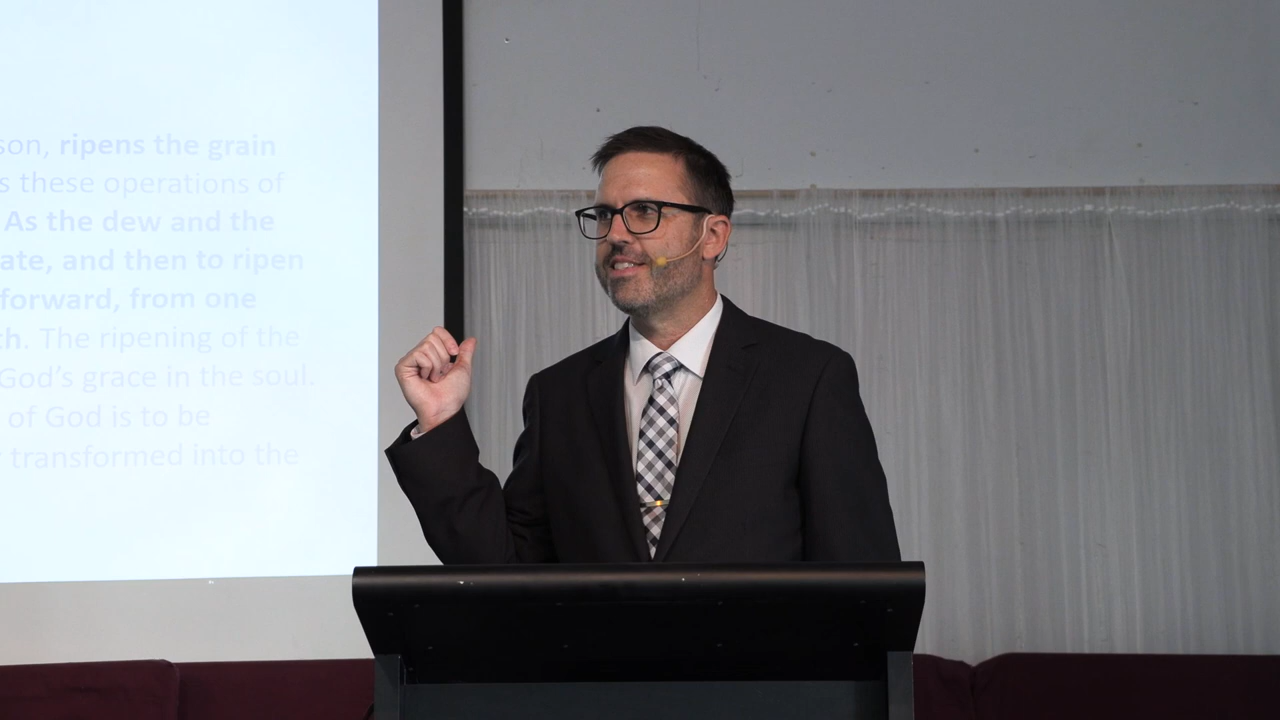 son, ripens the grain
s these operations of
As the dew and the
ate, and then to ripen
forward, from one
th. The ripening of the
God's grace in the soul.
of God is to be
transformed into the